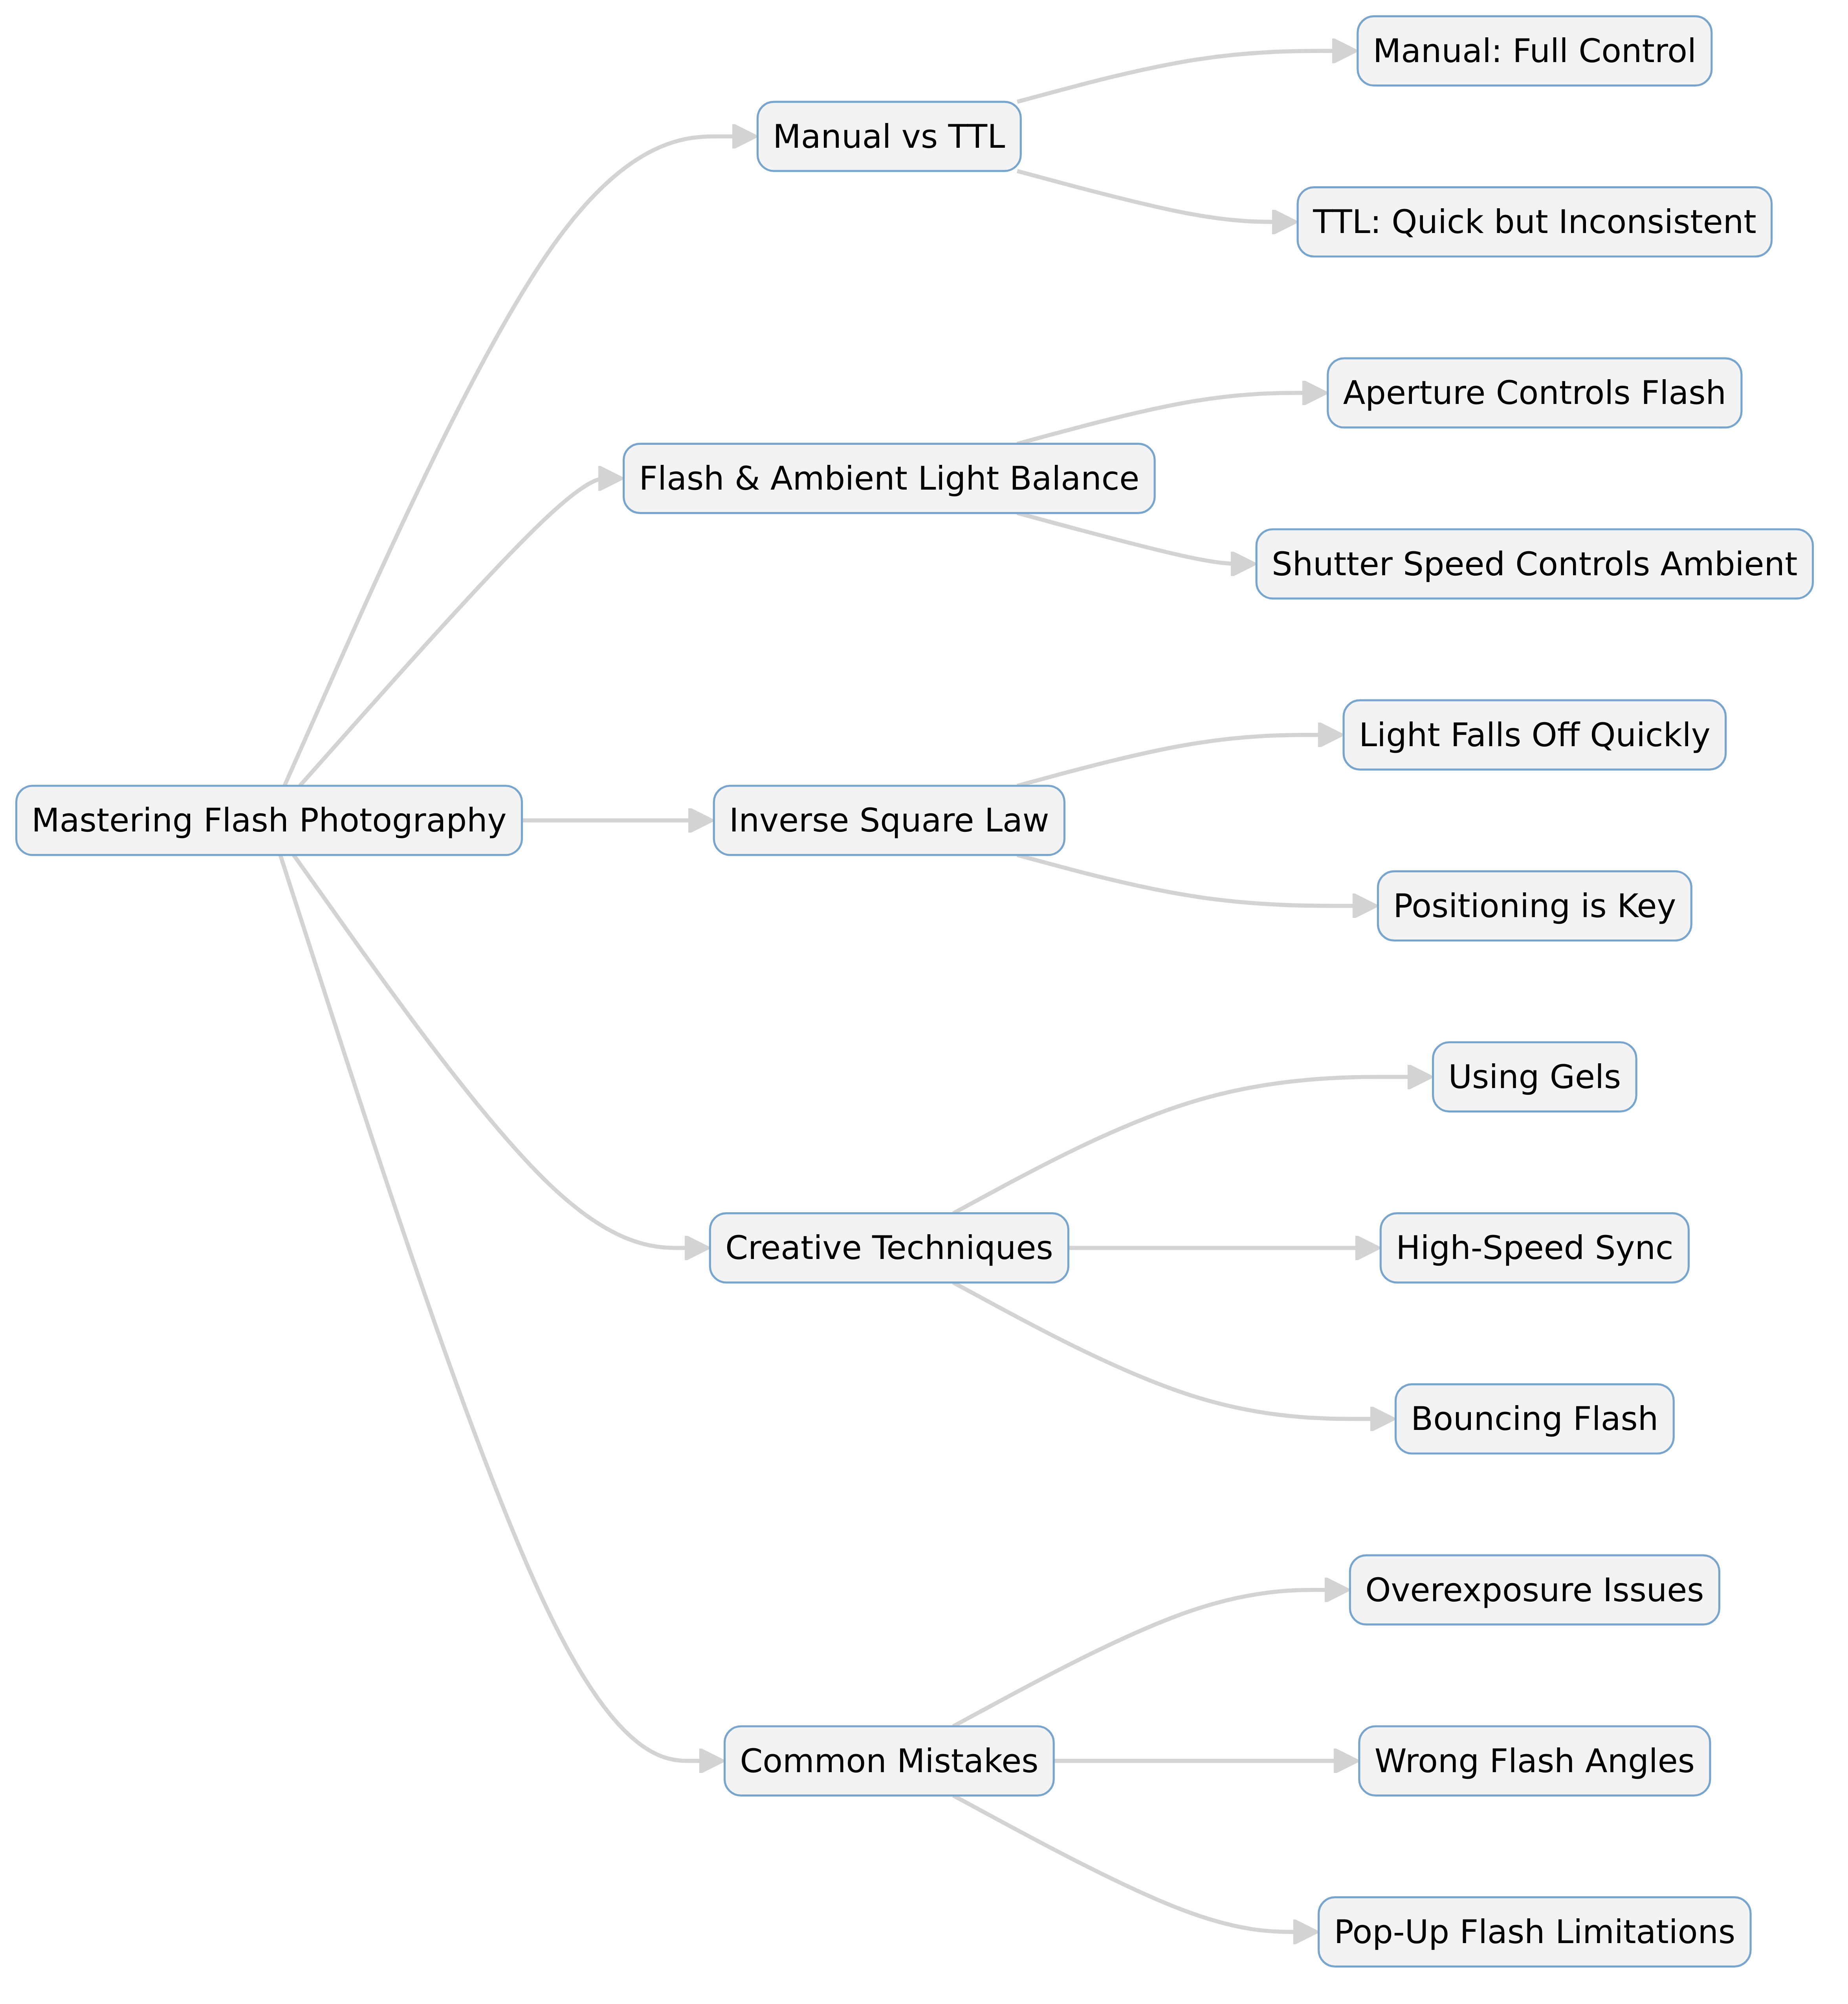 Mastering Flash Photography
Manual vs TTL
Manual: Full Control
TTL: Quick but Inconsistent
Flash & Ambient Light Balance
Aperture Controls Flash
Shutter Speed Controls Ambient
Inverse Square Law
Light Falls Off Quickly
Positioning is Key
Creative Techniques
Using Gels
High-Speed Sync
Bouncing Flash
Common Mistakes
Overexposure Issues
Wrong Flash Angles
Pop-Up Flash Limitations